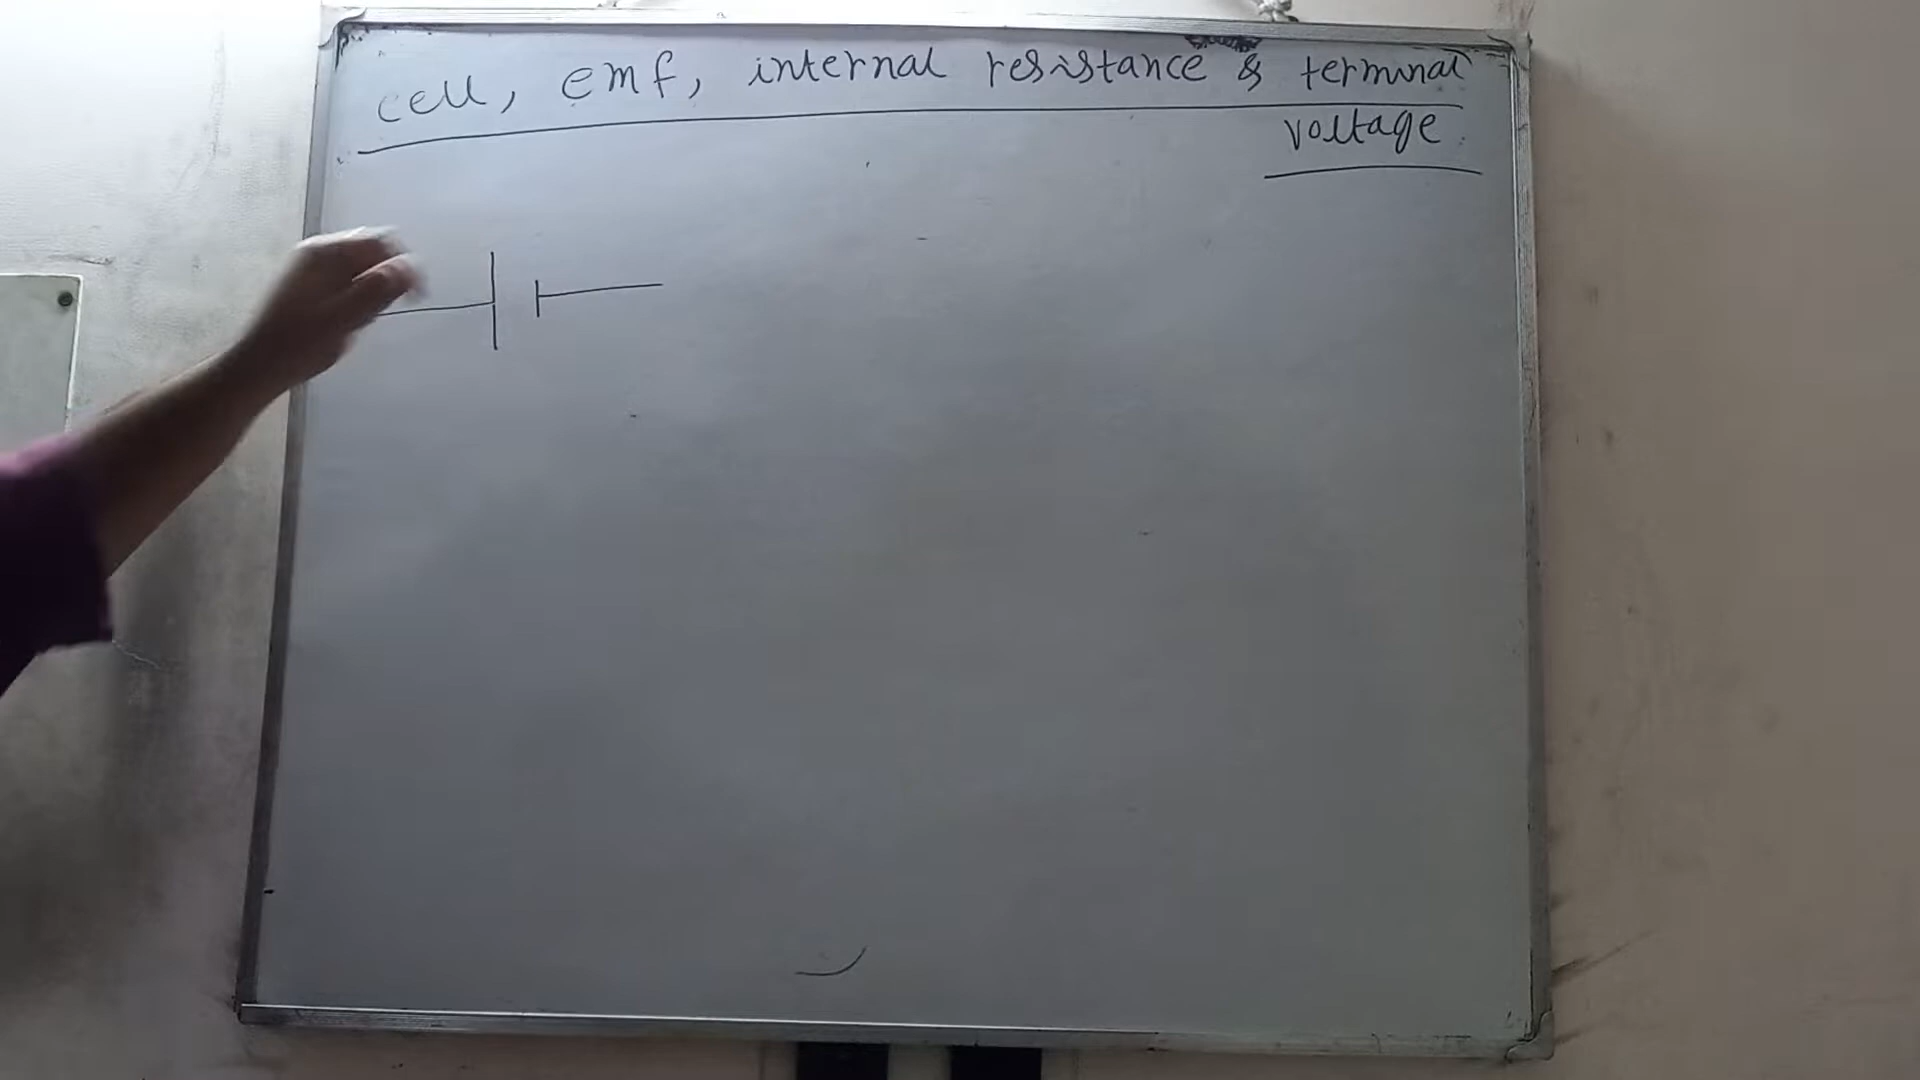 cell, emf, internal resistance & terminal
voltage